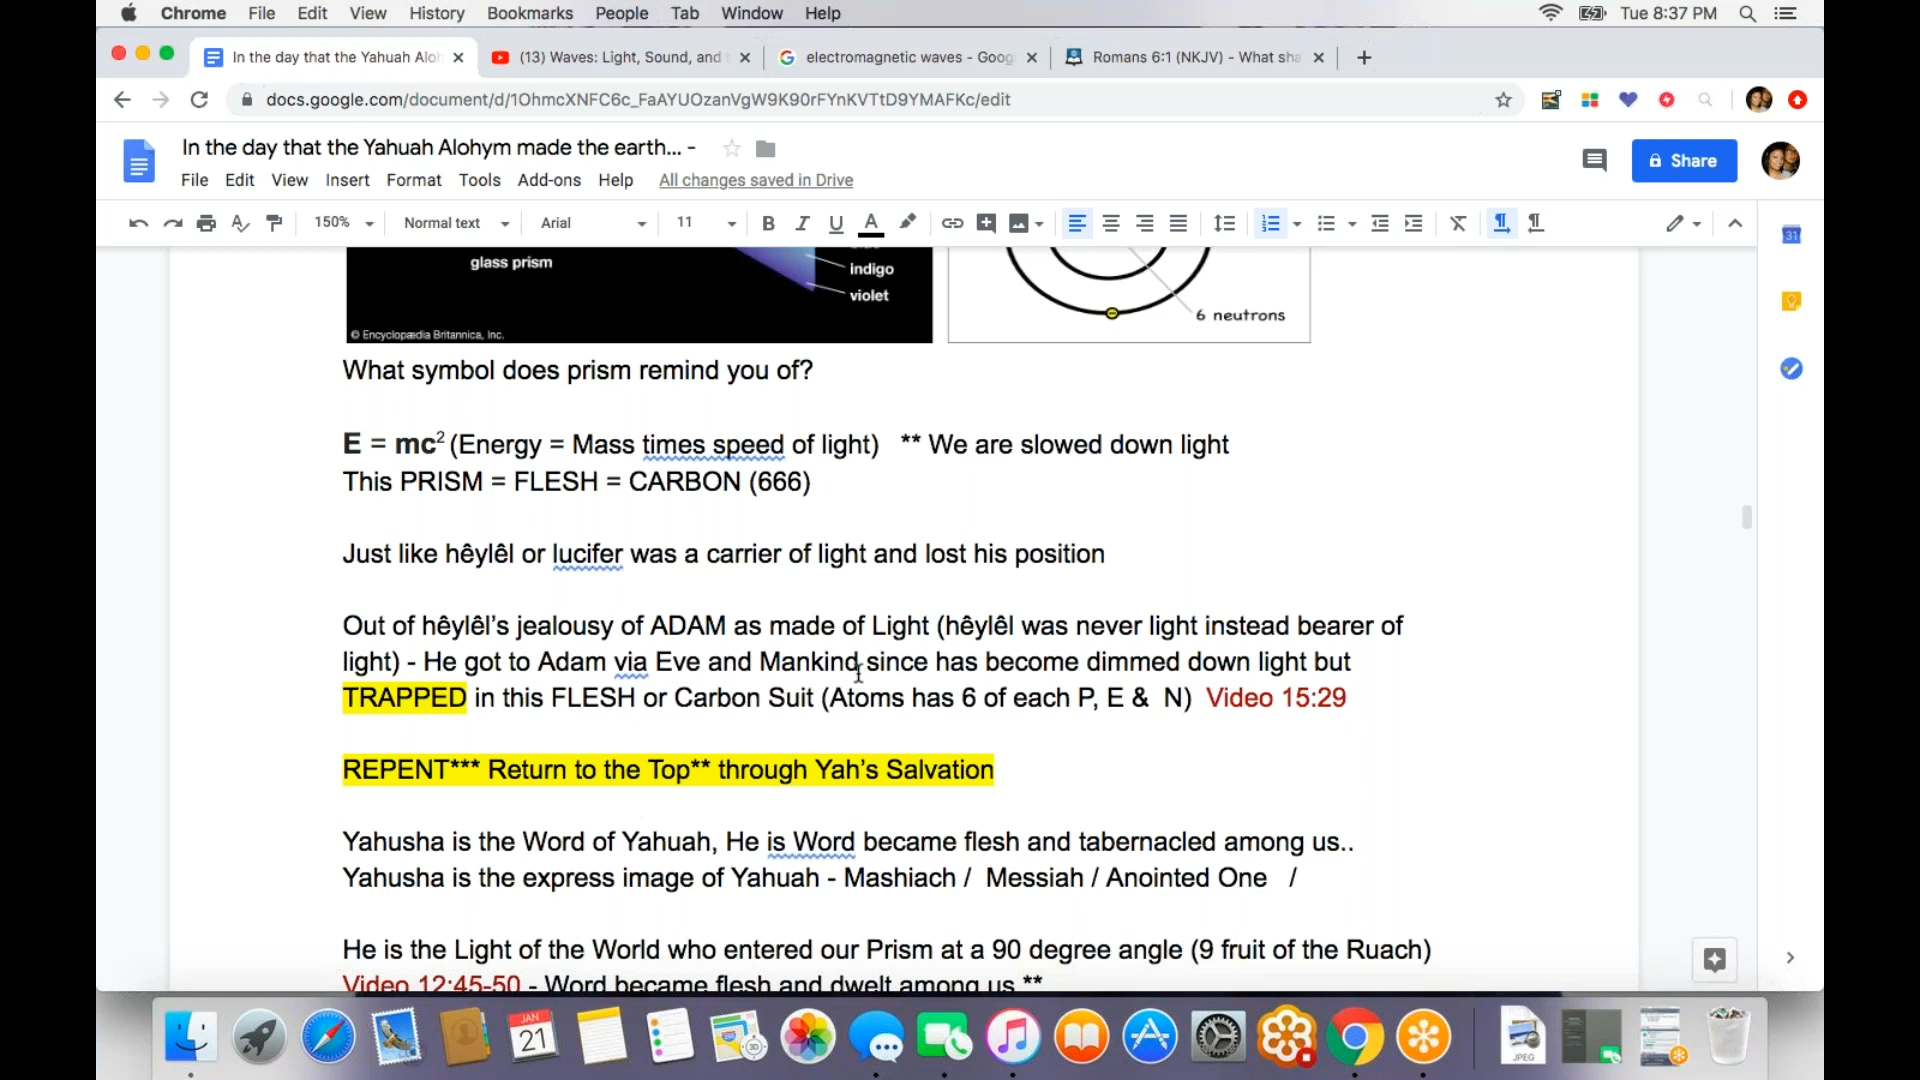 Chrome File Edit View History Bookmarks People Tab Window Help Tue 8:37 PM
In the day that the Yahuah Aloh (13) Waves: Light, Sound, and electromagnetic waves - Goog Romans 6:1 (NKJV) - What sha
docs.google.com/document/d/1OhmcXNFC6c_FaAYUOzanVgW9K90rFYnKVTtD9YMAFKc/edit
In the day that the Yahuah Alohym made the earth... -
Share
File Edit View Insert Format Tools Add-ons Help All changes saved in Drive
150% Normal text Arial 11
31
glass prism
indigo
violet
© Encyclopædia Britannica, Inc.
6 neutrons
What symbol does prism remind you of?
E = mc² (Energy = Mass times speed of light) ** We are slowed down light
This PRISM = FLESH = CARBON (666)
Just like hêylêl or lucifer was a carrier of light and lost his position
Out of hêylêl’s jealousy of ADAM as made of Light (hêylêl was never light instead bearer of
light) - He got to Adam via Eve and Mankind since has become dimmed down light but
TRAPPED in this FLESH or Carbon Suit (Atoms has 6 of each P, E & N) Video 15:29
REPENT*** Return to the Top** through Yah’s Salvation
Yahusha is the Word of Yahuah, He is Word became flesh and tabernacled among us..
Yahusha is the express image of Yahuah - Mashiach / Messiah / Anointed One /
He is the Light of the World who entered our Prism at a 90 degree angle (9 fruit of the Ruach)
Video 12:45-50 - Word became flesh and dwelt among us **
JAN
21
3D
JPEG